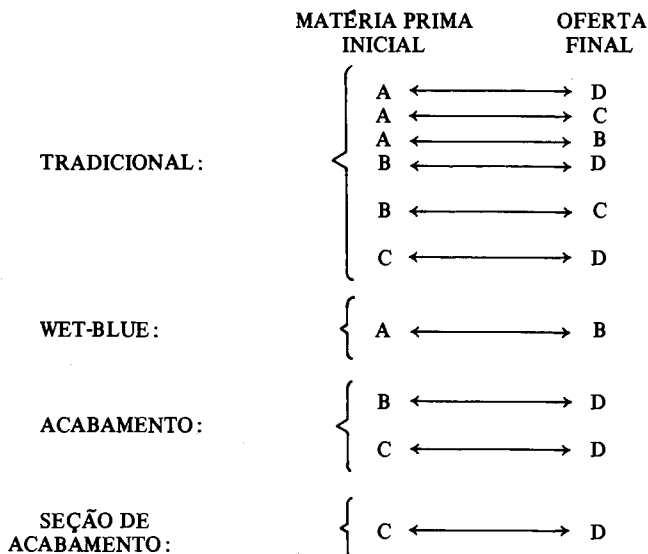 MATÉRIA PRIMA OFERTA
INICIAL FINAL
A ⟷ D
A ⟷ C
A ⟷ B
TRADICIONAL: B ⟷ D
B ⟷ C
C ⟷ D
WET-BLUE: A ⟷ B
B ⟷ D
ACABAMENTO:
C ⟷ D
SEÇÃO DE
ACABAMENTO: C ⟷ D